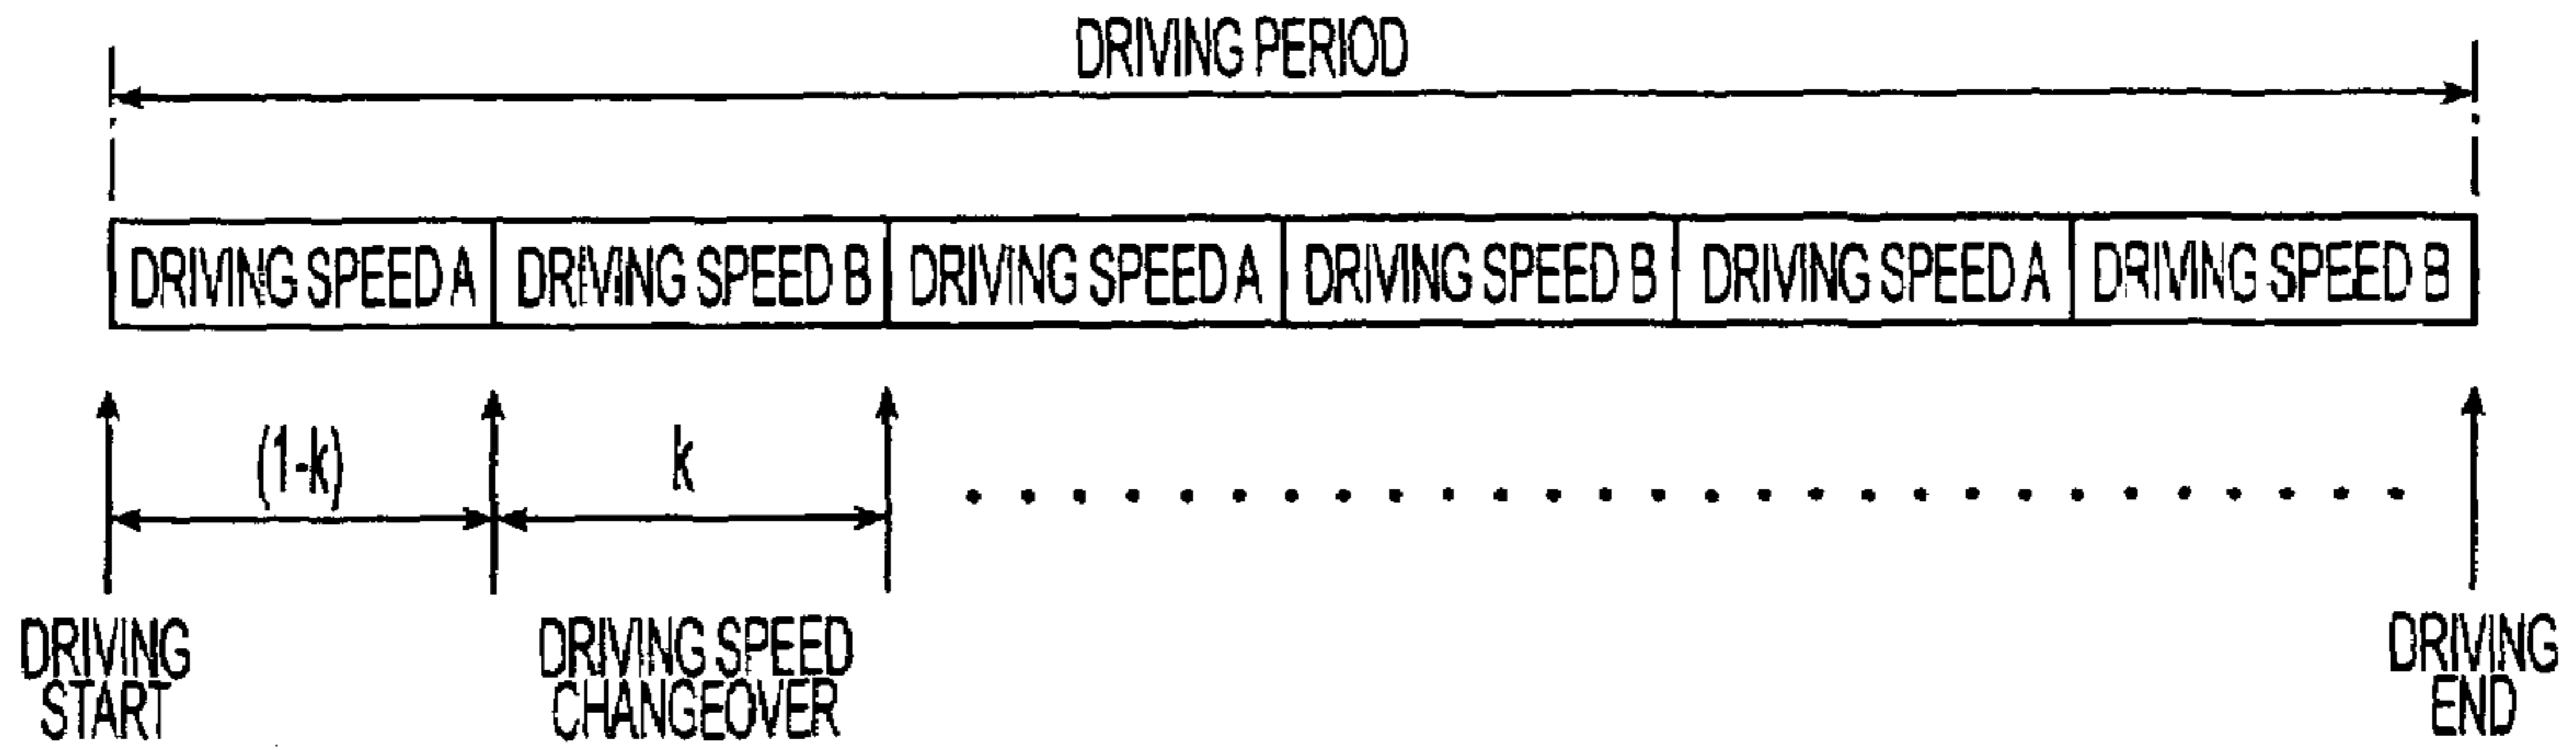 DRIVING PERIOD
DRIVING SPEED A DRIVING SPEED B DRIVING SPEED A DRIVING SPEED B DRIVING SPEED A DRIVING SPEED B
(1-k) k
DRIVING START
DRIVING SPEED CHANGEOVER
DRIVING END